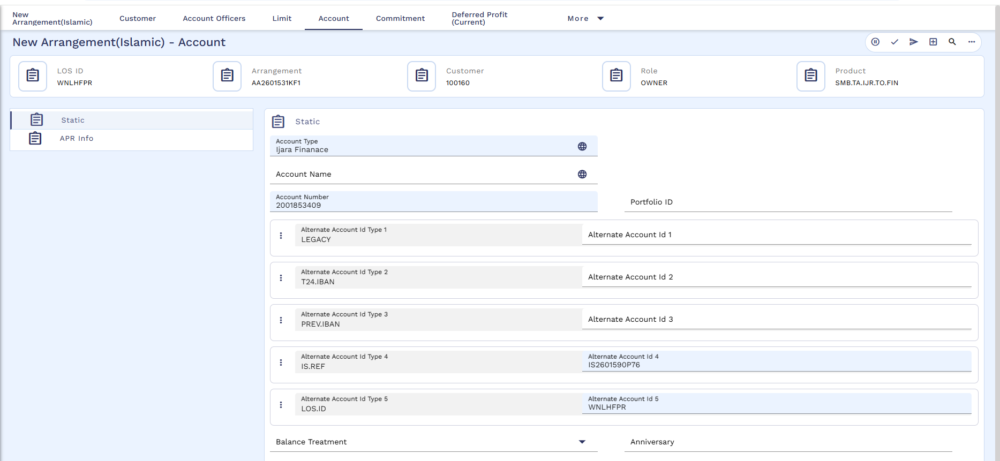 New
Arrangement(Islamic)
Customer
Account Officers
Limit
Account
Commitment
Deferred Profit
(Current)
More
New Arrangement(Islamic) - Account
LOS ID
WNLHFPR
Arrangement
AA2601531KF1
Customer
100160
Role
OWNER
Product
SMB.TA.IJR.TO.FIN
Static
APR Info
Static
Account Type
Ijara Finanace
Account Name
Account Number
2001853409
Portfolio ID
Alternate Account Id Type 1
LEGACY
Alternate Account Id 1
Alternate Account Id Type 2
T24.IBAN
Alternate Account Id 2
Alternate Account Id Type 3
PREV.IBAN
Alternate Account Id 3
Alternate Account Id Type 4
IS.REF
Alternate Account Id 4
IS2601590P76
Alternate Account Id Type 5
LOS.ID
Alternate Account Id 5
WNLHFPR
Balance Treatment
Anniversary